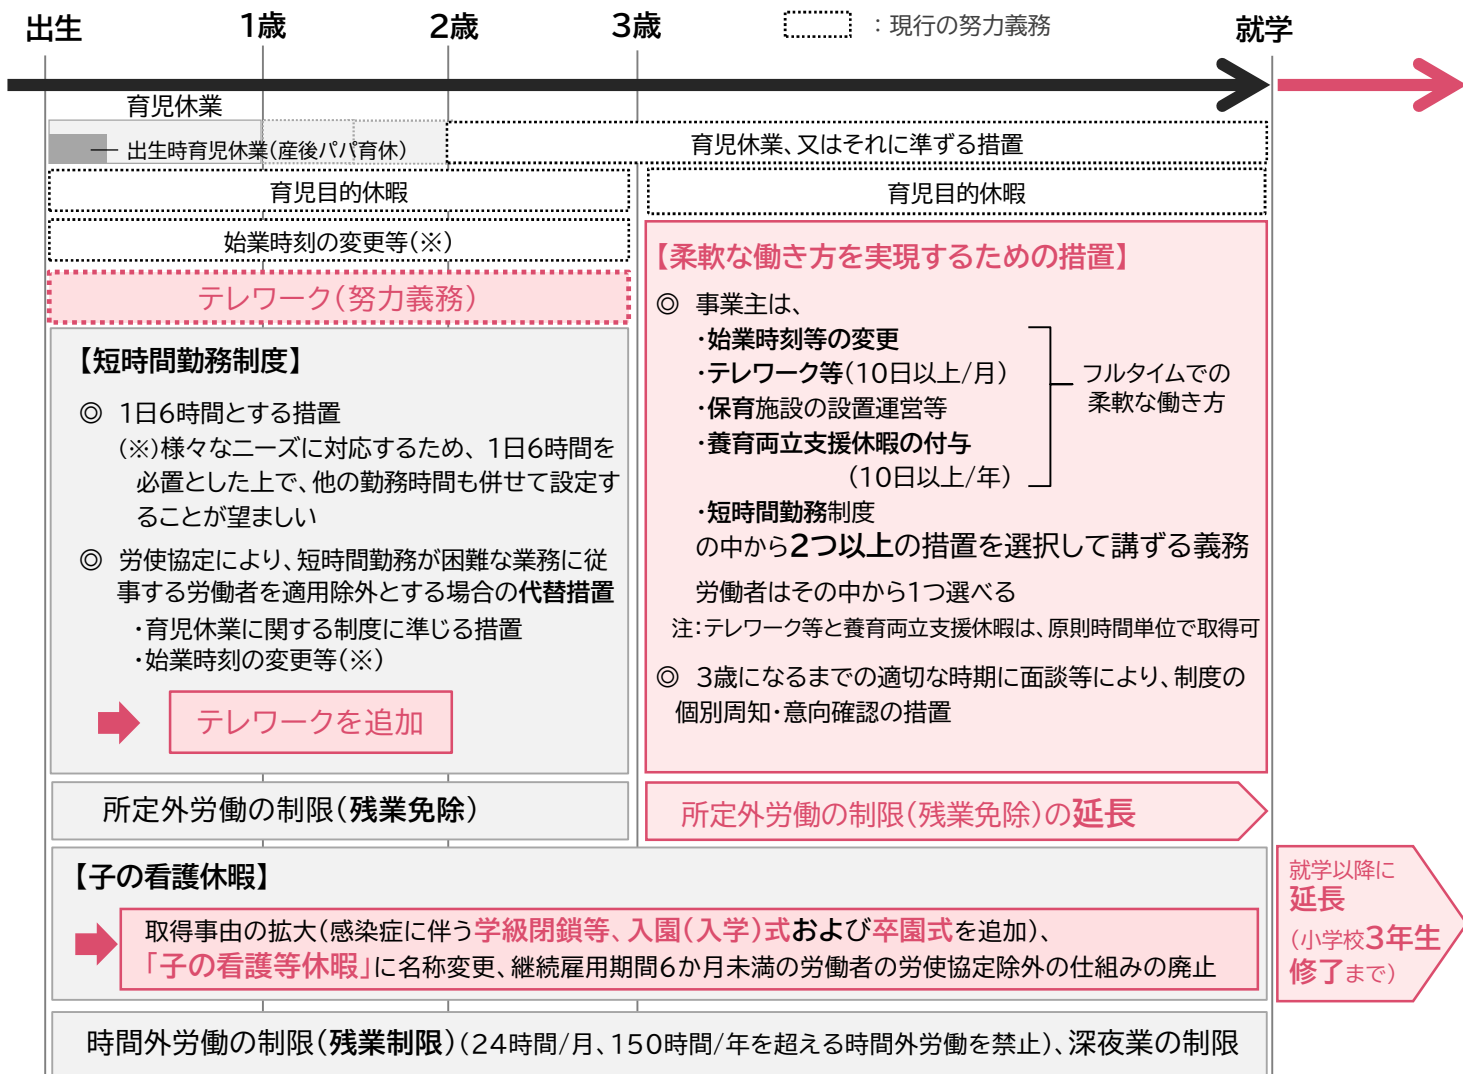 出生
1歳
2歳
3歳
：現行の努力義務
就学
育児休業
出生時育児休業(産後パパ育休)
育児休業、又はそれに準ずる措置
育児目的休暇
育児目的休暇
始業時刻の変更等(※)
テレワーク(努力義務)
【短時間勤務制度】
◎ 1日6時間とする措置
(※)様々なニーズに対応するため、1日6時間を
必置とした上で、他の勤務時間も併せて設定す
ることが望ましい
◎ 労使協定により、短時間勤務が困難な業務に従
事する労働者を適用除外とする場合の代替措置
・育児休業に関する制度に準じる措置
・始業時刻の変更等(※)
テレワークを追加
【柔軟な働き方を実現するための措置】
◎ 事業主は、
・始業時刻等の変更
・テレワーク等(10日以上/月)
・保育施設の設置運営等
・養育両立支援休暇の付与
(10日以上/年)
フルタイムでの
柔軟な働き方
・短時間勤務制度
の中から2つ以上の措置を選択して講ずる義務
労働者はその中から1つ選べる
注：テレワーク等と養育両立支援休暇は、原則時間単位で取得可
◎ 3歳になるまでの適切な時期に面談等により、制度の
個別周知・意向確認の措置
所定外労働の制限(残業免除)
所定外労働の制限(残業免除)の延長
【子の看護休暇】
取得事由の拡大(感染症に伴う学級閉鎖等、入園(入学)式および卒園式を追加)、
「子の看護等休暇」に名称変更、継続雇用期間6か月未満の労働者の労使協定除外の仕組みの廃止
就学以降に
延長
(小学校3年生
修了まで)
時間外労働の制限(残業制限)(24時間/月、150時間/年を超える時間外労働を禁止)、深夜業の制限